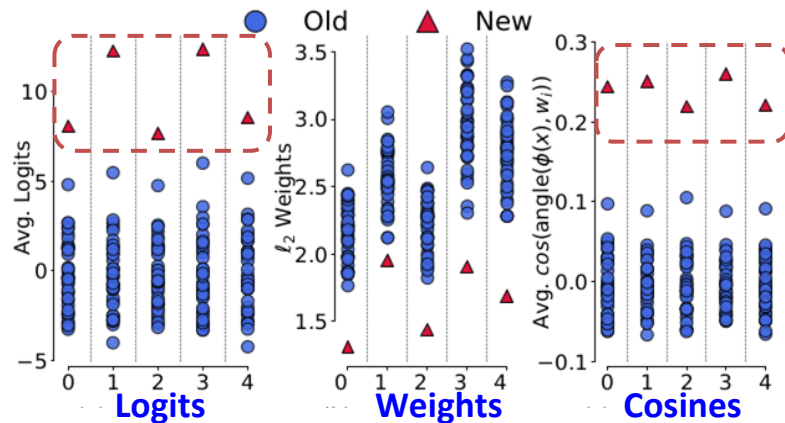 Old New
Avg. Logits
10
5
0
−5
0 1 2 3 4
Logits
ℓ2 Weights
3.5
3.0
2.5
2.0
1.5
0 1 2 3 4
Weights
Avg. cos(angle(ϕ(x), wi))
0.3
0.2
0.1
0.0
−0.1
0 1 2 3 4
Cosines